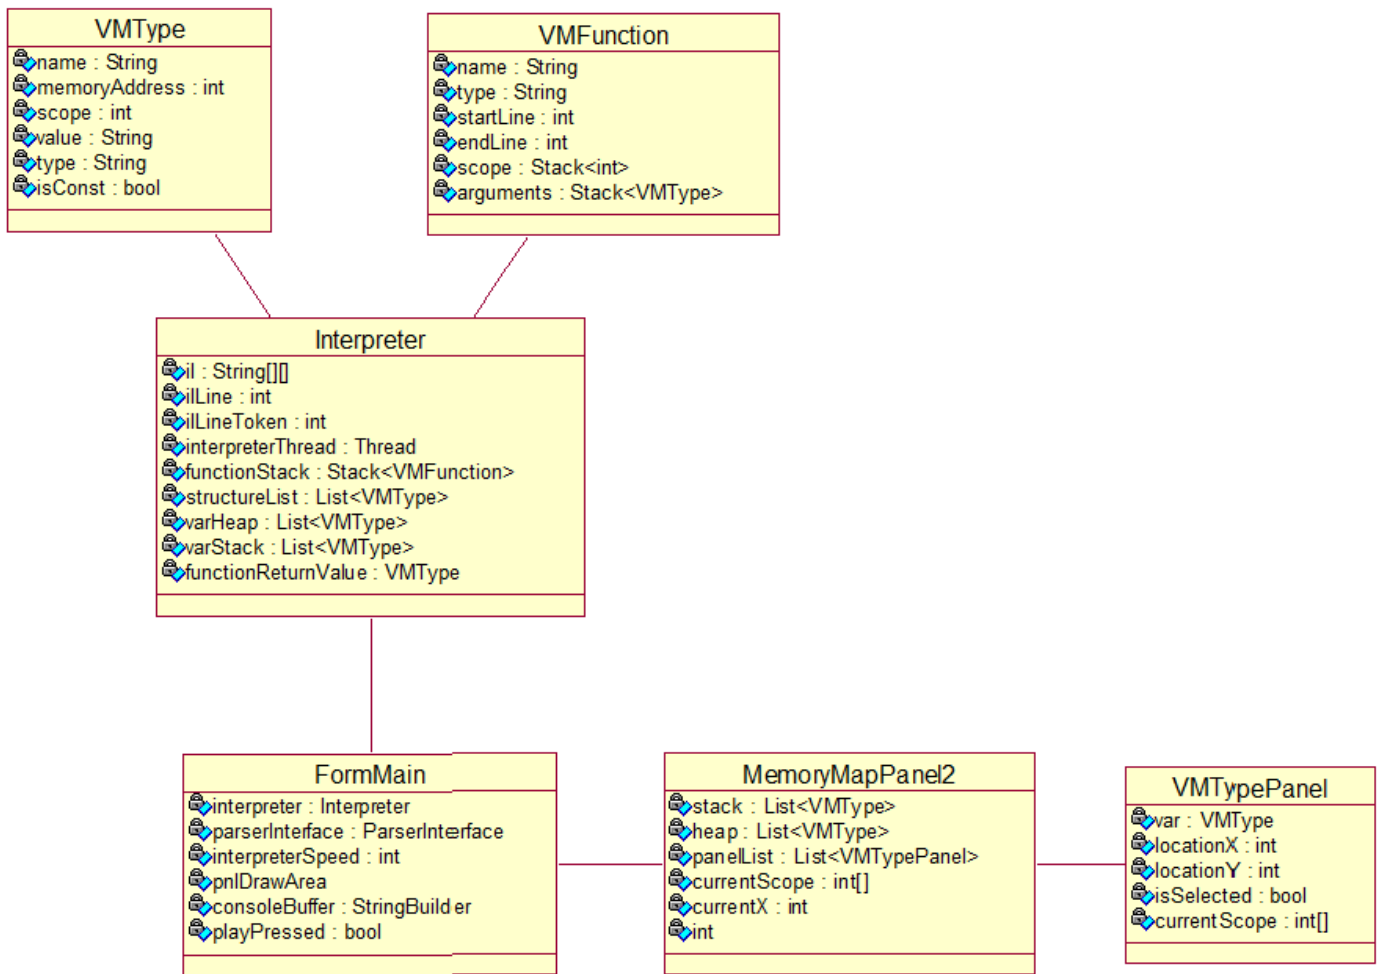 VMType
name : String
memoryAddress : int
scope : int
value : String
type : String
isConst : bool
VMFunction
name : String
type : String
startLine : int
endLine : int
scope : Stack<int>
arguments : Stack<VMType>
Interpreter
il : String[][]
ilLine : int
ilLineToken : int
interpreterThread : Thread
functionStack : Stack<VMFunction>
structureList : List<VMType>
varHeap : List<VMType>
varStack : List<VMType>
functionReturnValue : VMType
FormMain
interpreter : Interpreter
parserInterface : ParserInterface
interpreterSpeed : int
pnlDrawArea
consoleBuffer : StringBuilder
playPressed : bool
MemoryMapPanel2
stack : List<VMType>
heap : List<VMType>
panelList : List<VMTypePanel>
currentScope : int[]
currentX : int
int
VMTypePanel
var : VMType
locationX : int
locationY : int
isSelected : bool
currentScope : int[]